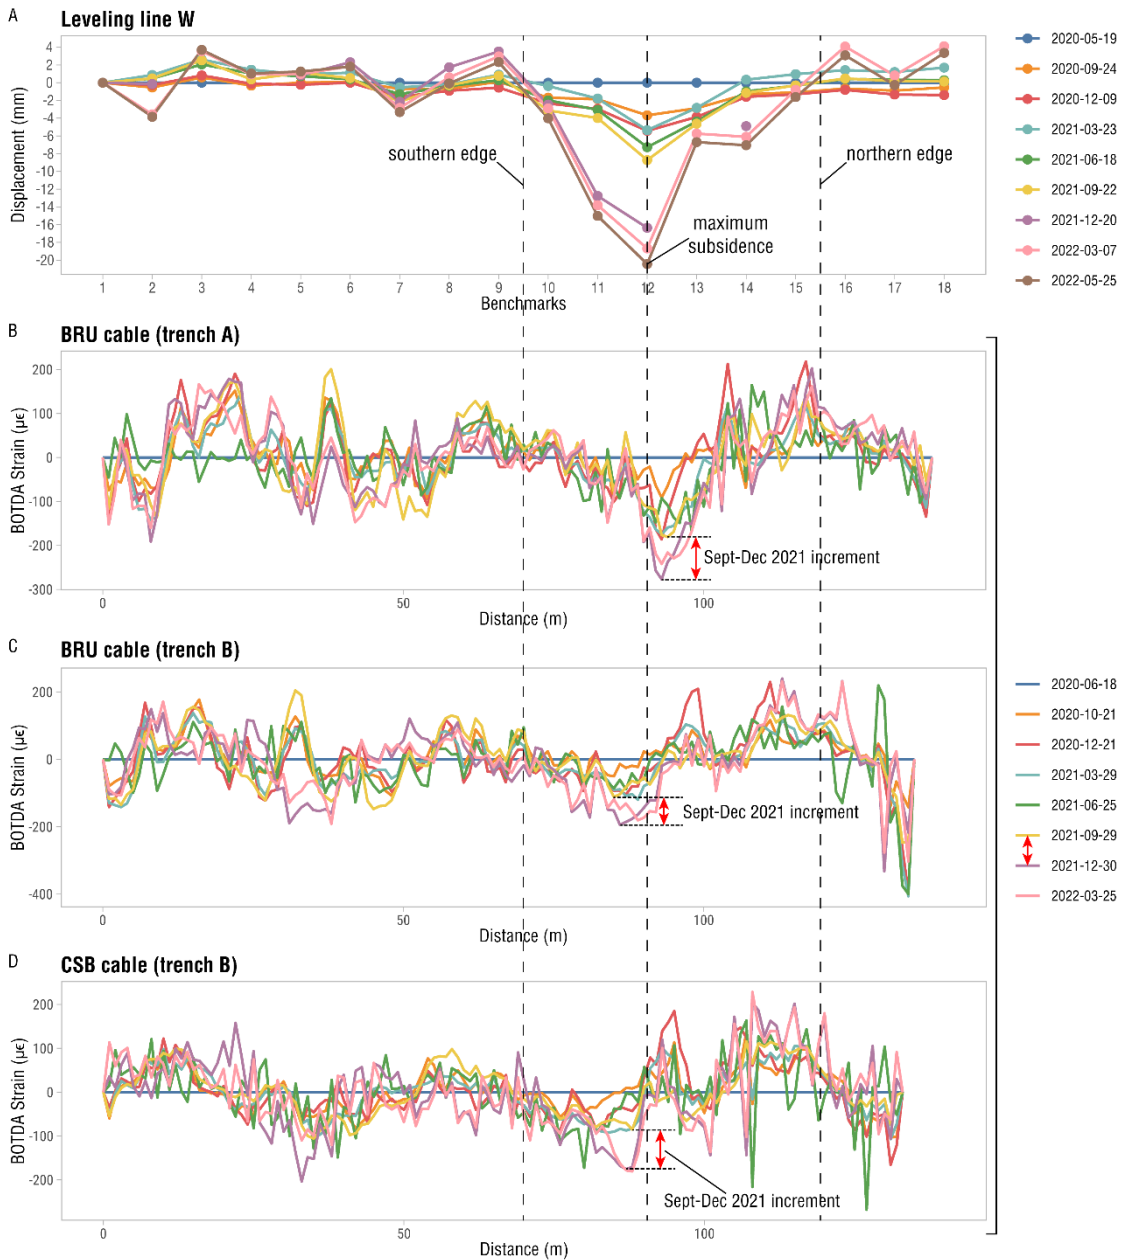 A
Leveling line W
Displacement (mm)
4
2
0
-2
-4
-6
-8
-10
-12
-14
-16
-18
-20
southern edge
northern edge
maximum
subsidence
1 2 3 4 5 6 7 8 9 10 11 12 13 14 15 16 17 18
Benchmarks
2020-05-19
2020-09-24
2020-12-09
2021-03-23
2021-06-18
2021-09-22
2021-12-20
2022-03-07
2022-05-25
B
BRU cable (trench A)
BOTDA Strain (με)
200
100
0
-100
-200
-300
Sept-Dec 2021 increment
0 50 100
Distance (m)
C
BRU cable (trench B)
BOTDA Strain (με)
200
0
-200
-400
Sept-Dec 2021 increment
0 50 100
Distance (m)
2020-06-18
2020-10-21
2020-12-21
2021-03-29
2021-06-25
2021-09-29
2021-12-30
2022-03-25
D
CSB cable (trench B)
BOTDA Strain (με)
200
100
0
-100
-200
Sept-Dec 2021 increment
0 50 100
Distance (m)